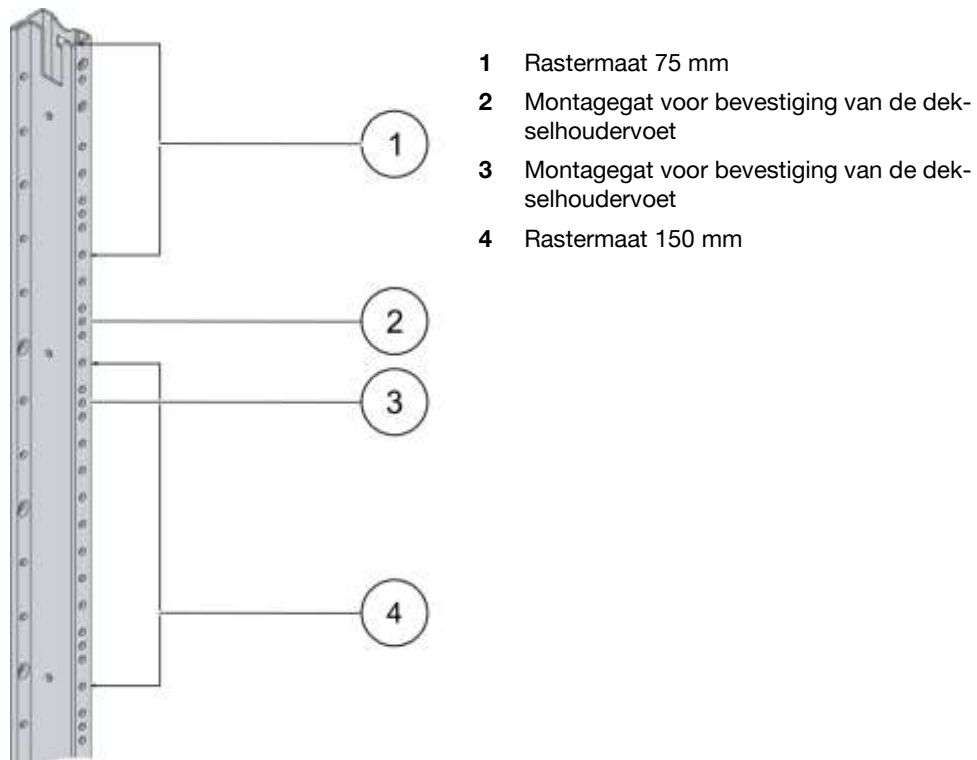 1 Rastermaat 75 mm
2 Montagegat voor bevestiging van de dek-
selhoudervoet
3 Montagegat voor bevestiging van de dek-
selhoudervoet
4 Rastermaat 150 mm
1
2
3
4